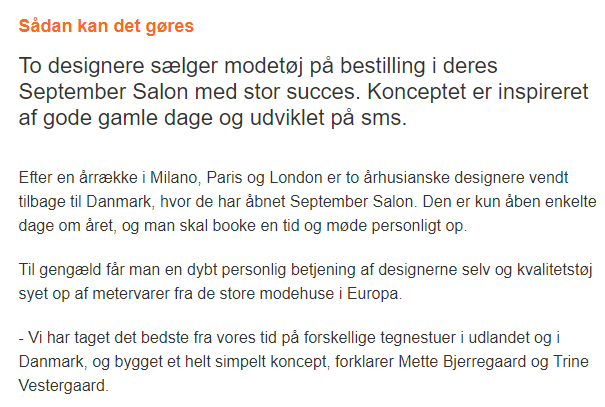 Sådan kan det gøres
To designere sælger modetøj på bestilling i deres
September Salon med stor succes. Konceptet er inspireret
af gode gamle dage og udviklet på sms.
Efter en årrække i Milano, Paris og London er to århusianske designere vendt
tilbage til Danmark, hvor de har åbnet September Salon. Den er kun åben enkelte
dage om året, og man skal booke en tid og møde personligt op.
Til gengæld får man en dybt personlig betjening af designerne selv og kvalitetstøj
syet op af metervarer fra de store modehuse i Europa.
- Vi har taget det bedste fra vores tid på forskellige tegnestuer i udlandet og i
Danmark, og bygget et helt simpelt koncept, forklarer Mette Bjerregaard og Trine
Vestergaard.